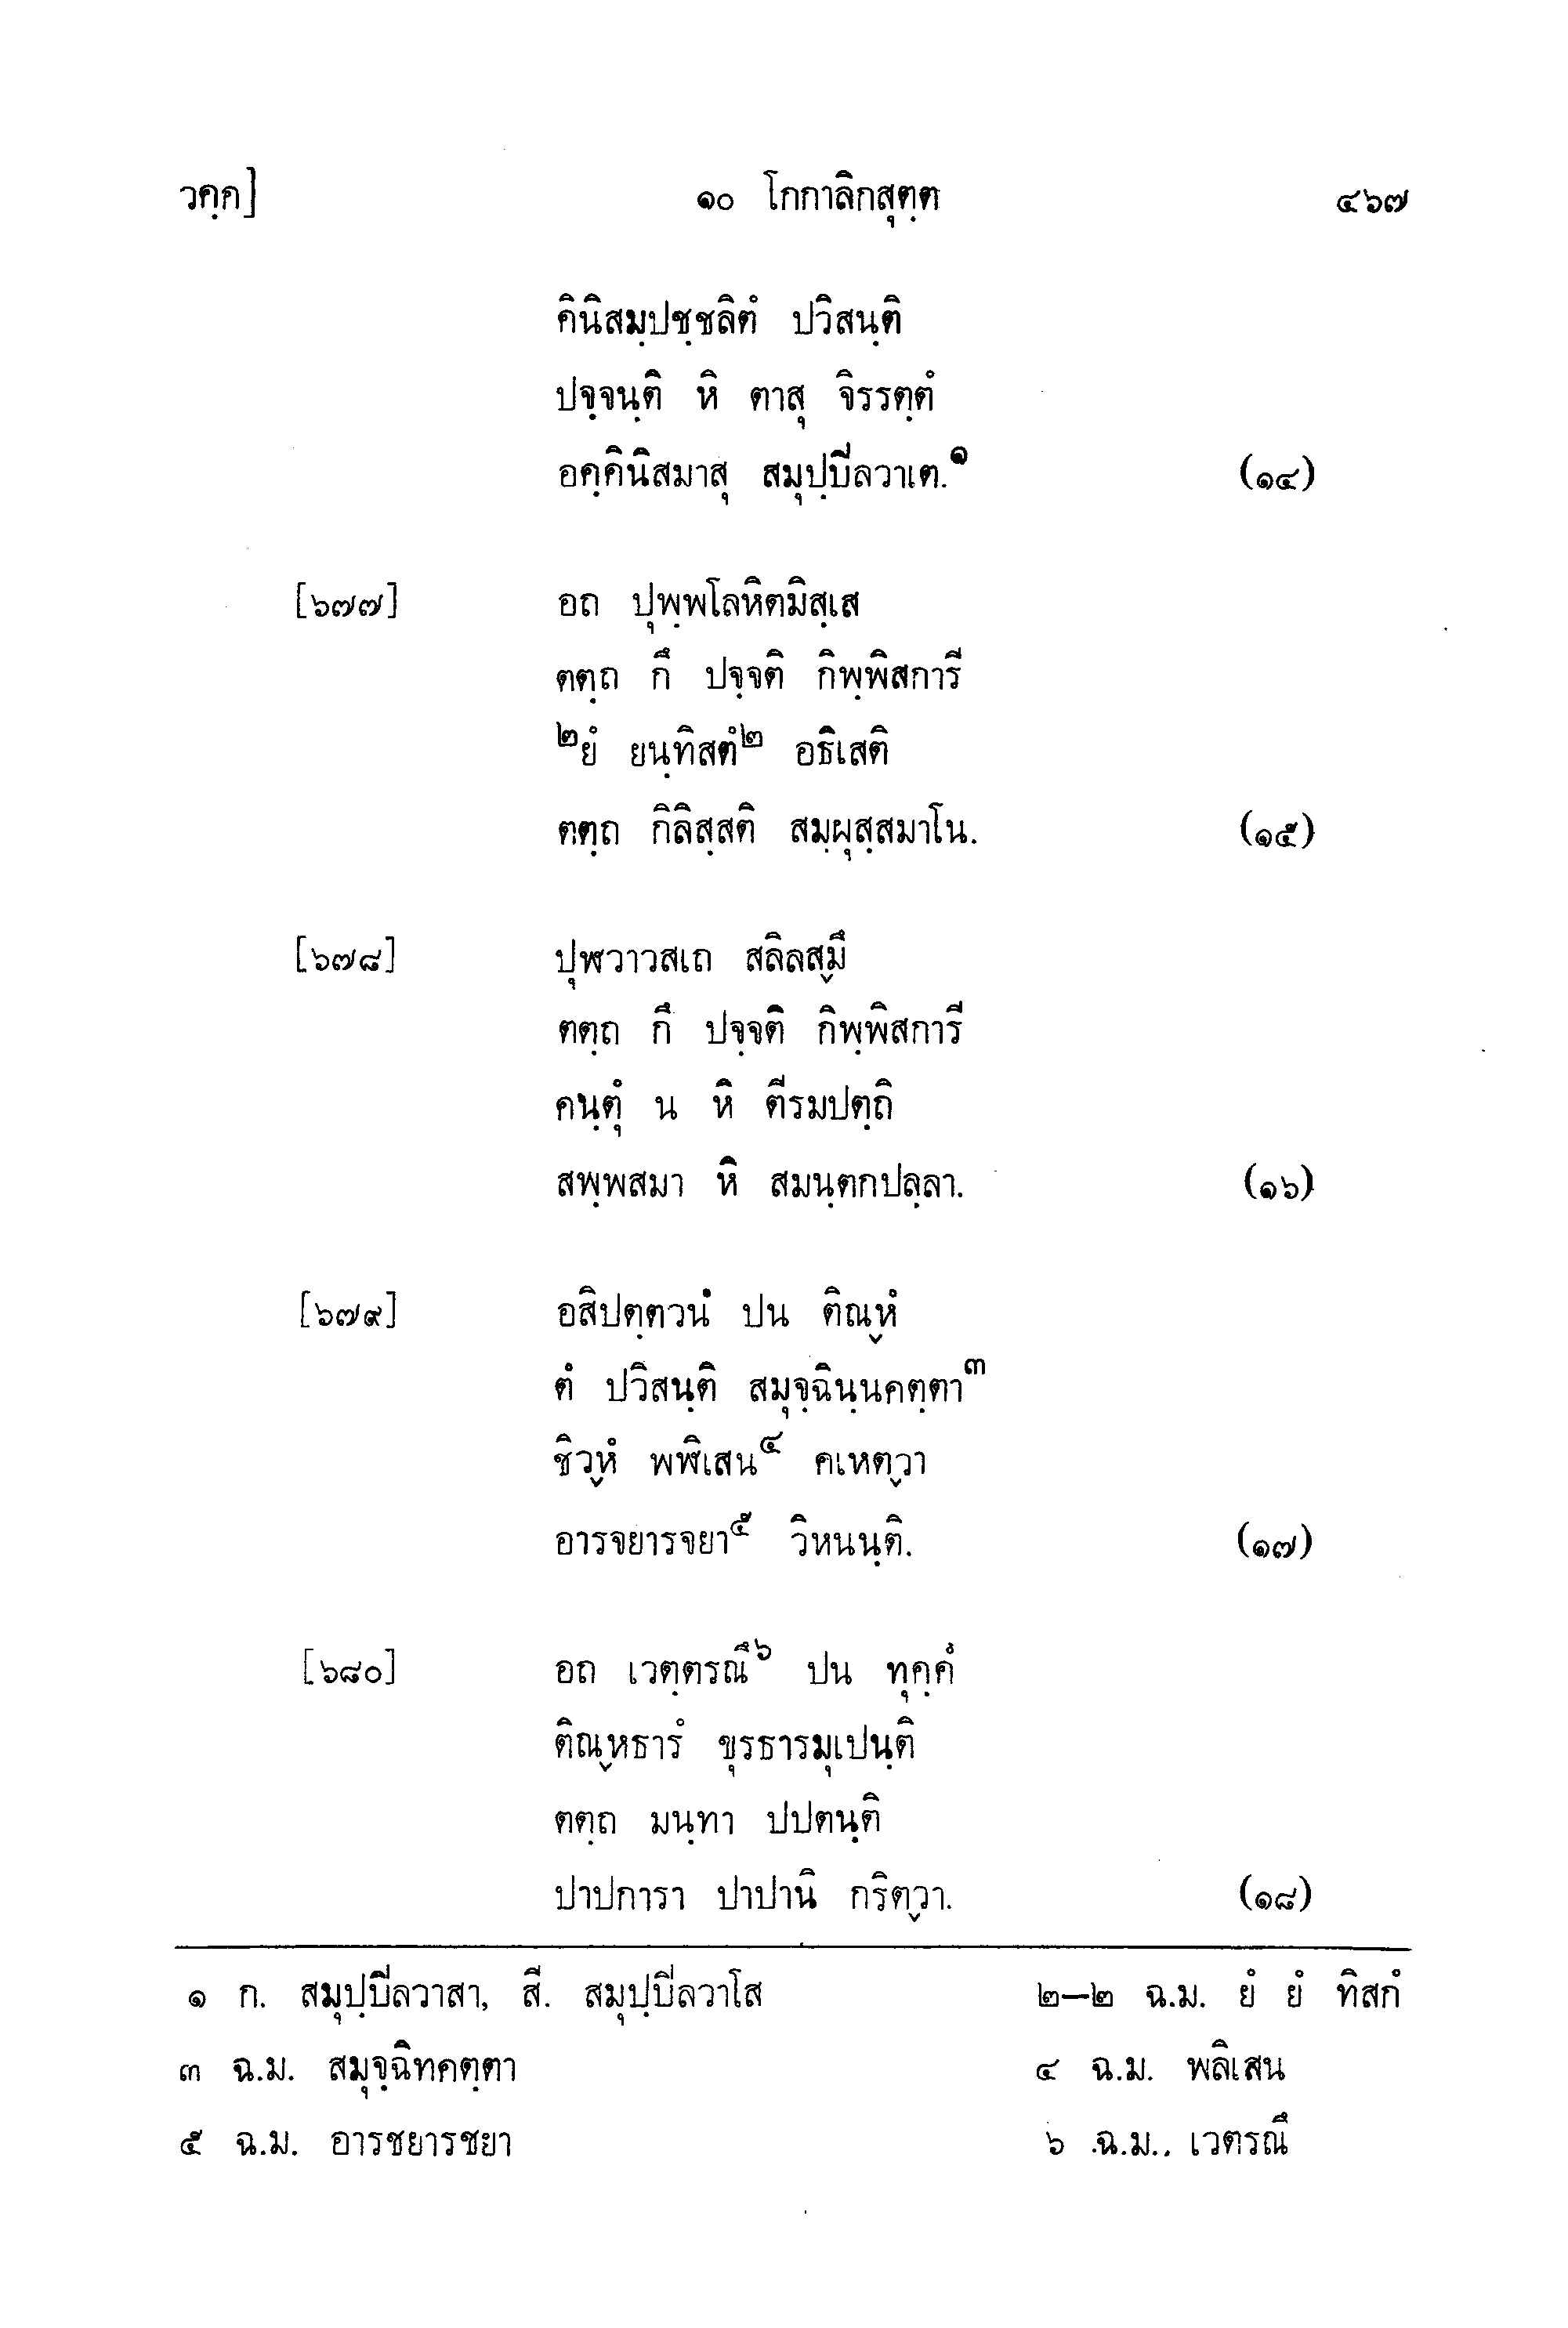 วคฺค] ๑๐ โกกาลิกสุตฺต ๔๖๗
คินิสมฺปชฺชลิตํ ปวิสนฺติ
ปจฺจนฺติ หิ ตาสุ จิรรตฺตํ
อคฺคินิสมาสุ สมุปฺปีลวาเต.๑ (๑๔)
[๖๗๗] อถ ปุพฺพโลหิตมิสฺเส
ตตฺถ กึ ปจฺจติ กิพฺพิสการี
๒ยํ ยนฺทิสตํ๒ อธิเสติ
ตตฺถ กิลิสฺสติ สมฺผุสฺสมาโน. (๑๕)
[๖๗๘] ปุฬวาวสเถ สลิลสฺมึ
ตตฺถ กึ ปจฺจติ กิพฺพิสการี
คนฺตุํ น หิ ตีรมปตฺถิ
สพฺพสมา หิ สมนฺตกปลฺลา. (๑๖)
[๖๗๙] อสิปตฺตวนํ ปน ติณฺหํ
ตํ ปวิสนฺติ สมุจฺฉินฺนคตฺตา๓
ชิวฺหํ พฬิเสน๔ คเหตฺวา
อารจยารจยา๕ วิหนนฺติ. (๑๗)
[๖๘๐] อถ เวตฺตรณึ๖ ปน ทุคฺคํ
ติณฺหธารํ ขุรธารมุเปนฺติ
ตตฺถ มนฺทา ปปตนฺติ
ปาปการา ปาปานิ กริตฺวา. (๑๘)
๑ ก. สมุปฺปีลวาสา, สี. สมุปฺปีลวาโส ๒–๒ ฉ.ม. ยํ ยํ ทิสกํ
๓ ฉ.ม. สมุจฺฉิทคตฺตา ๔ ฉ.ม. พลิเสน
๕ ฉ.ม. อารชยารชยา ๖ ฉ.ม. เวตรณึ